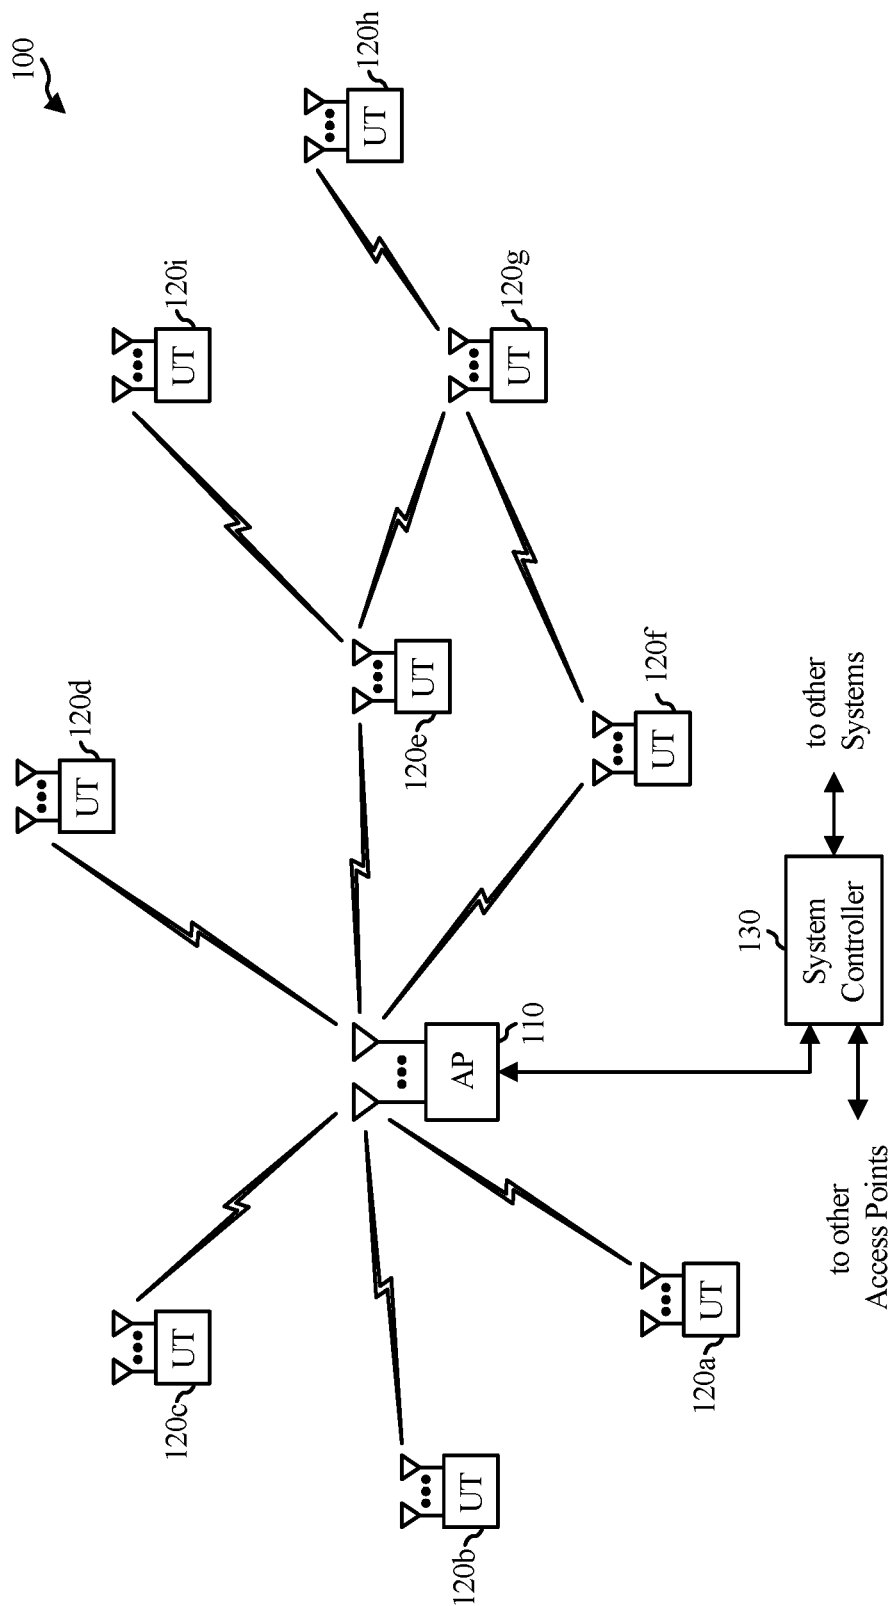 100
120d
UT
120c
UT
120i
UT
120h
UT
120e
UT
120b
UT
AP
110
120g
UT
120f
UT
120a
UT
130
System
Controller
to other
Systems
to other
Access Points